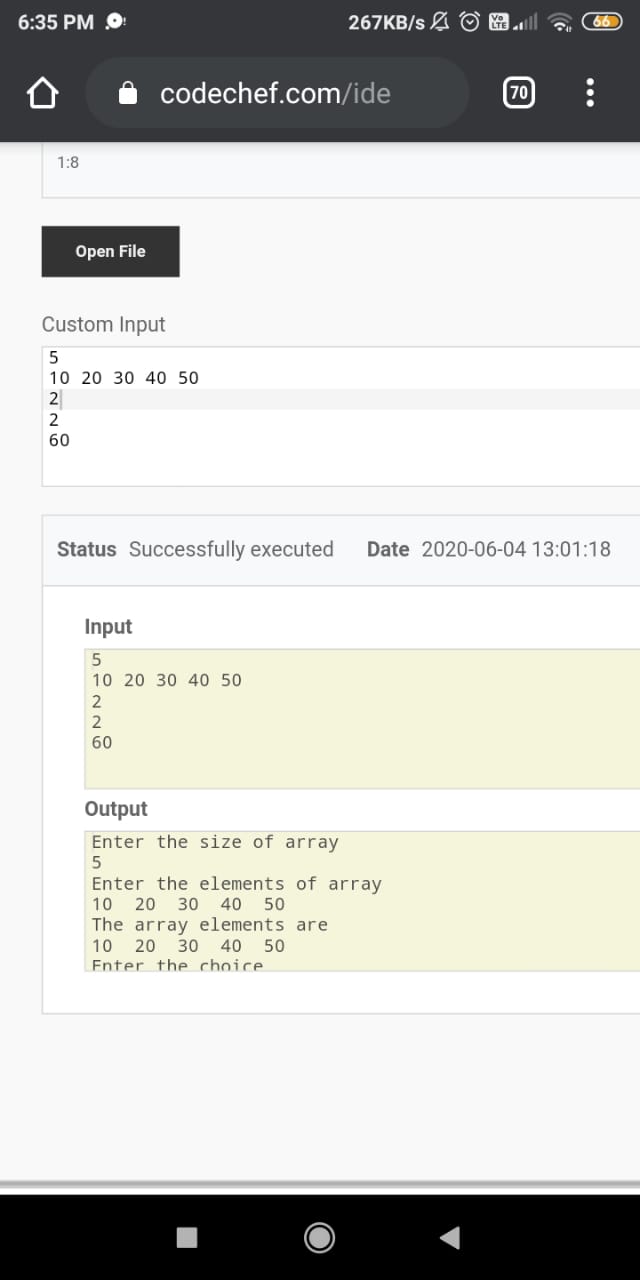 6:35 PM
267KB/s Vo LTE 66
codechef.com/ide
70
1:8
Open File
Custom Input
5
10 20 30 40 50
2
2
60
Status Successfully executed Date 2020-06-04 13:01:18
Input
5
10 20 30 40 50
2
2
60
Output
Enter the size of array
5
Enter the elements of array
10 20 30 40 50
The array elements are
10 20 30 40 50
Enter the choice